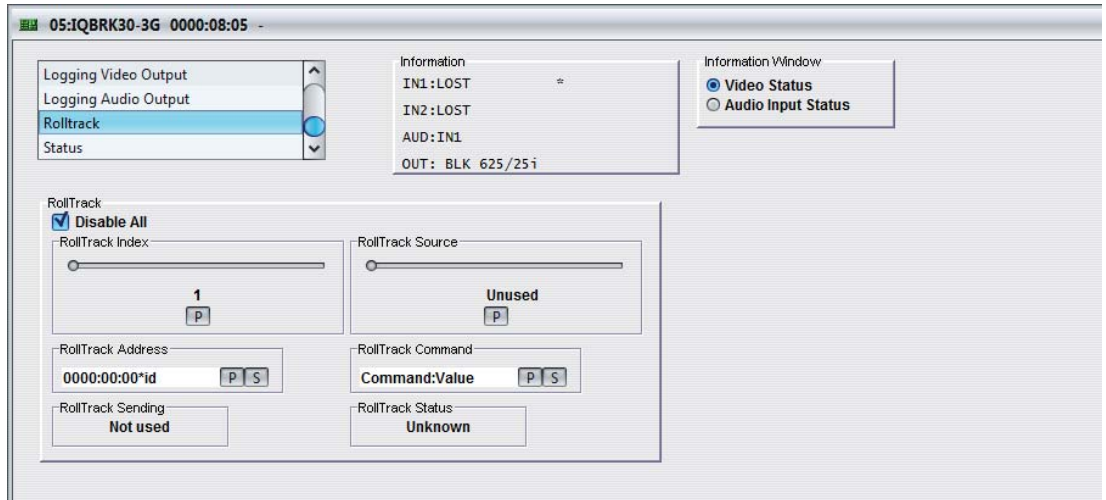 05:IQBRK30-3G 0000:08:05 -
Logging Video Output
Logging Audio Output
Rolltrack
Status
Information
IN1:LOST *
IN2:LOST
AUD:IN1
OUT: BLK 625/25i
Information Window
Video Status
Audio Input Status
RollTrack
Disable All
RollTrack Index
1
P
RollTrack Source
Unused
P
RollTrack Address
0000:00:00*id P S
RollTrack Command
Command:Value P S
RollTrack Sending
Not used
RollTrack Status
Unknown